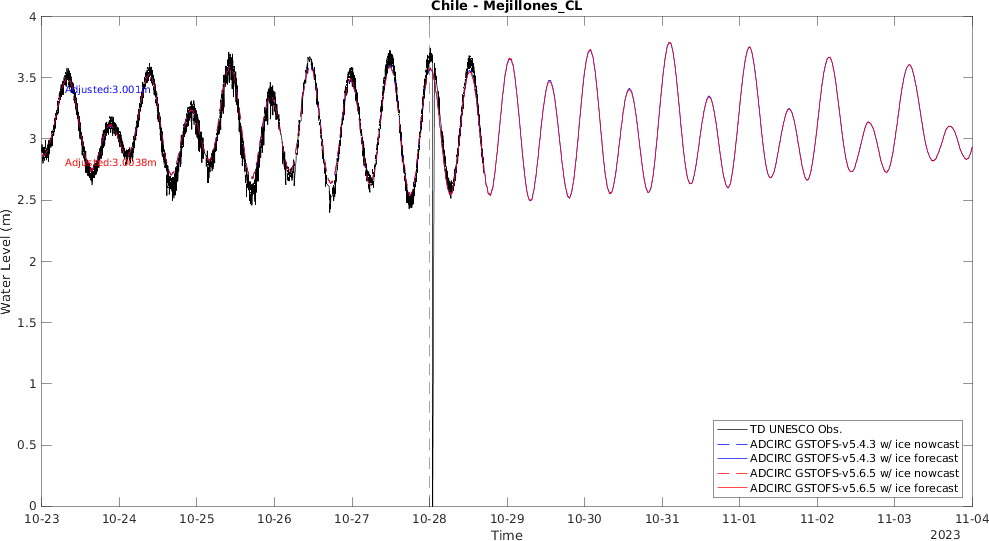 Chile - Mejillones_CL
4
3.5
3
2.5
2
1.5
1
0.5
0
Water Level (m)
Adjusted:3.001m
Adjusted:3.0038m
TD UNESCO Obs.
ADCIRC GSTOFS-v5.4.3 w/ ice nowcast
ADCIRC GSTOFS-v5.4.3 w/ ice forecast
ADCIRC GSTOFS-v5.6.5 w/ ice nowcast
ADCIRC GSTOFS-v5.6.5 w/ ice forecast
10-23 10-24 10-25 10-26 10-27 10-28 10-29 10-30 10-31 11-01 11-02 11-03 11-04
Time
2023